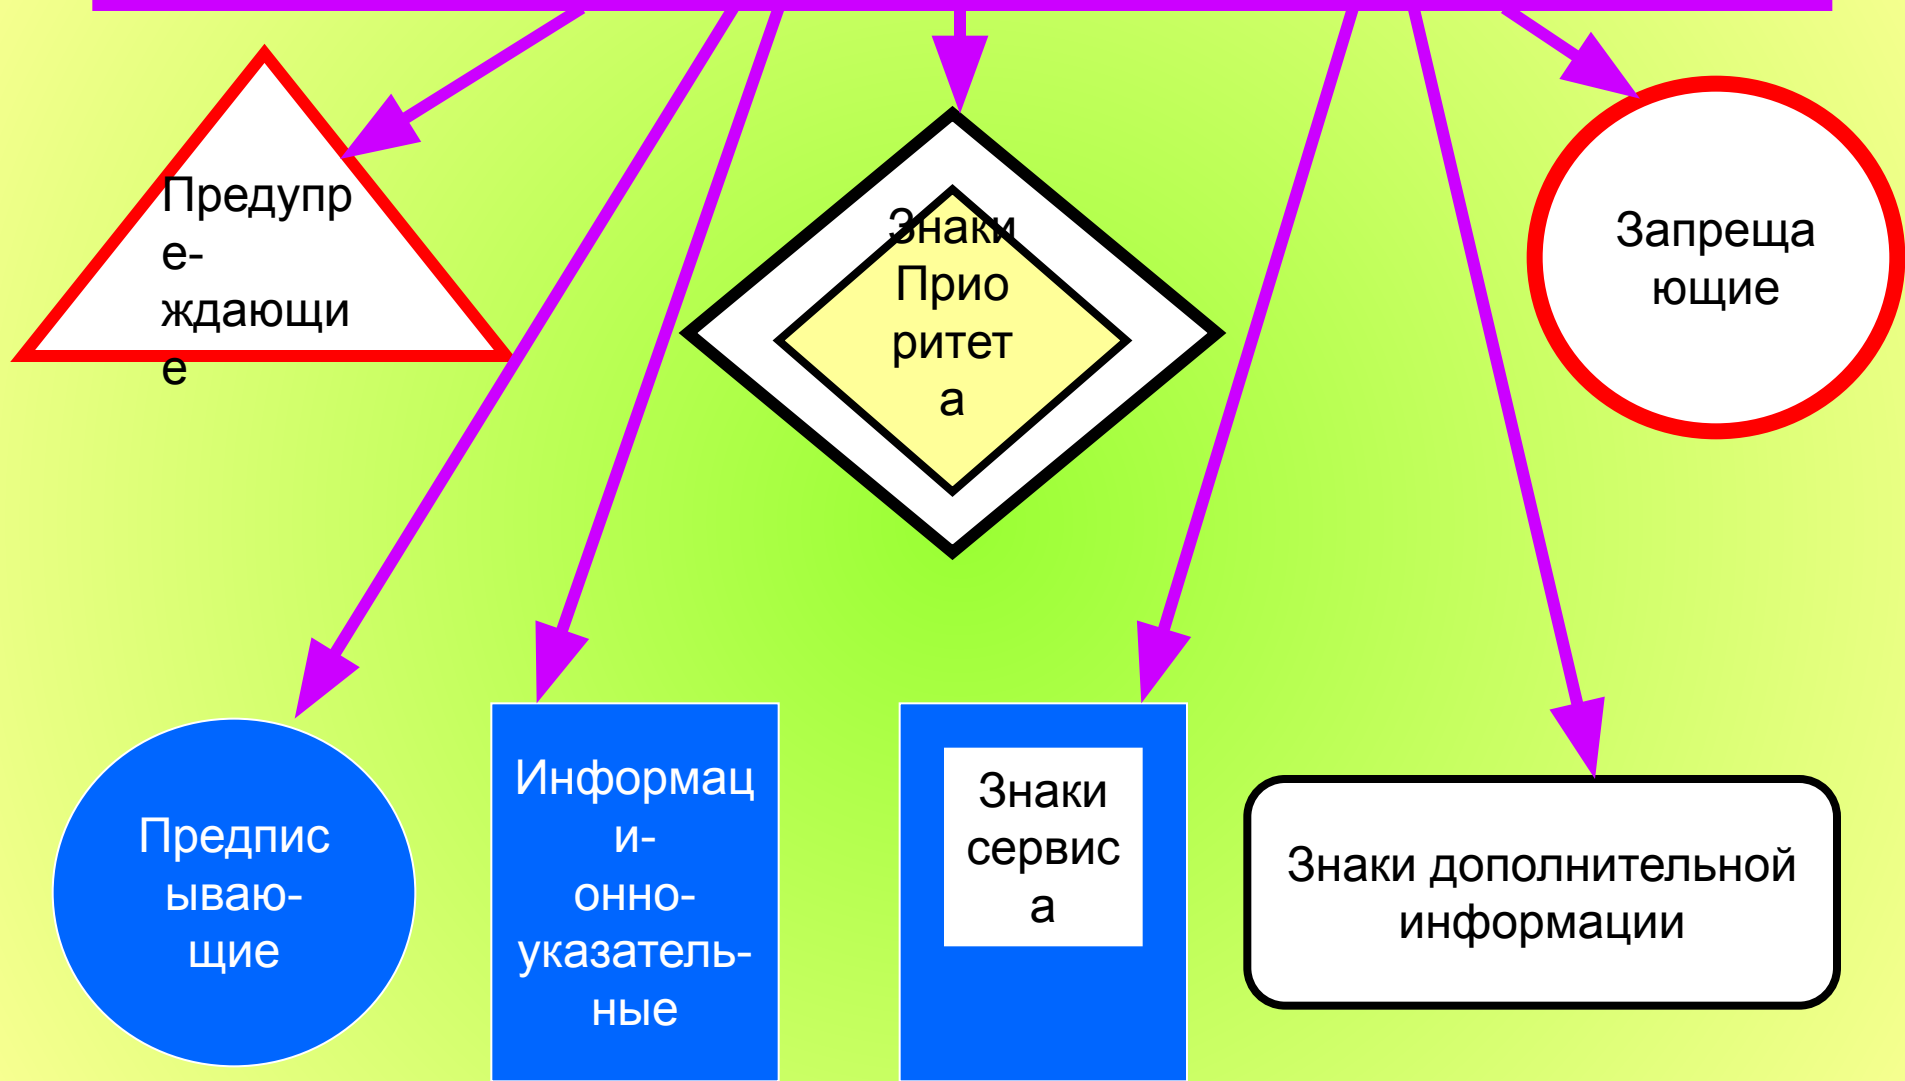 Предупр
е-
ждающи
е
Знаки
Прио
ритет
а
Запреща
ющие
Предпис
ываю-
щие
Информац
и-
онно-
указатель-
ные
Знаки
сервис
а
Знаки дополнительной
информации